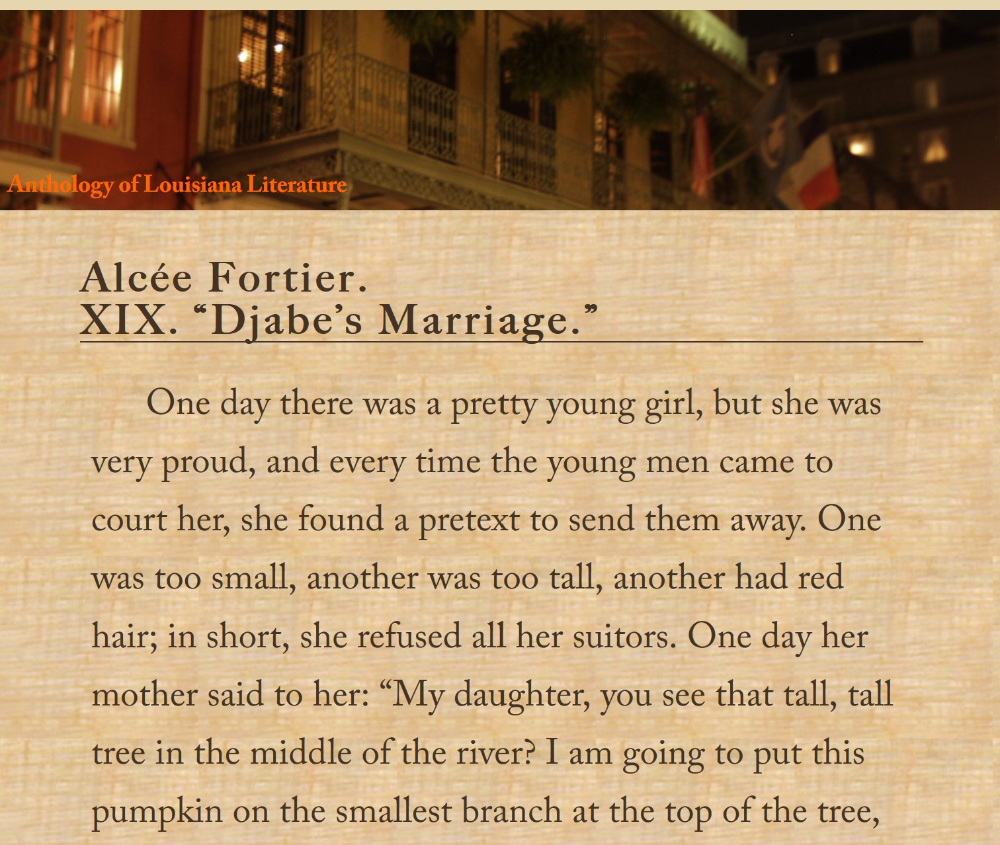 Anthology of Louisiana Literature
Alcée Fortier.
XIX. “Djabe’s Marriage.”
One day there was a pretty young girl, but she was
very proud, and every time the young men came to
court her, she found a pretext to send them away. One
was too small, another was too tall, another had red
hair; in short, she refused all her suitors. One day her
mother said to her: “My daughter, you see that tall, tall
tree in the middle of the river? I am going to put this
pumpkin on the smallest branch at the top of the tree,